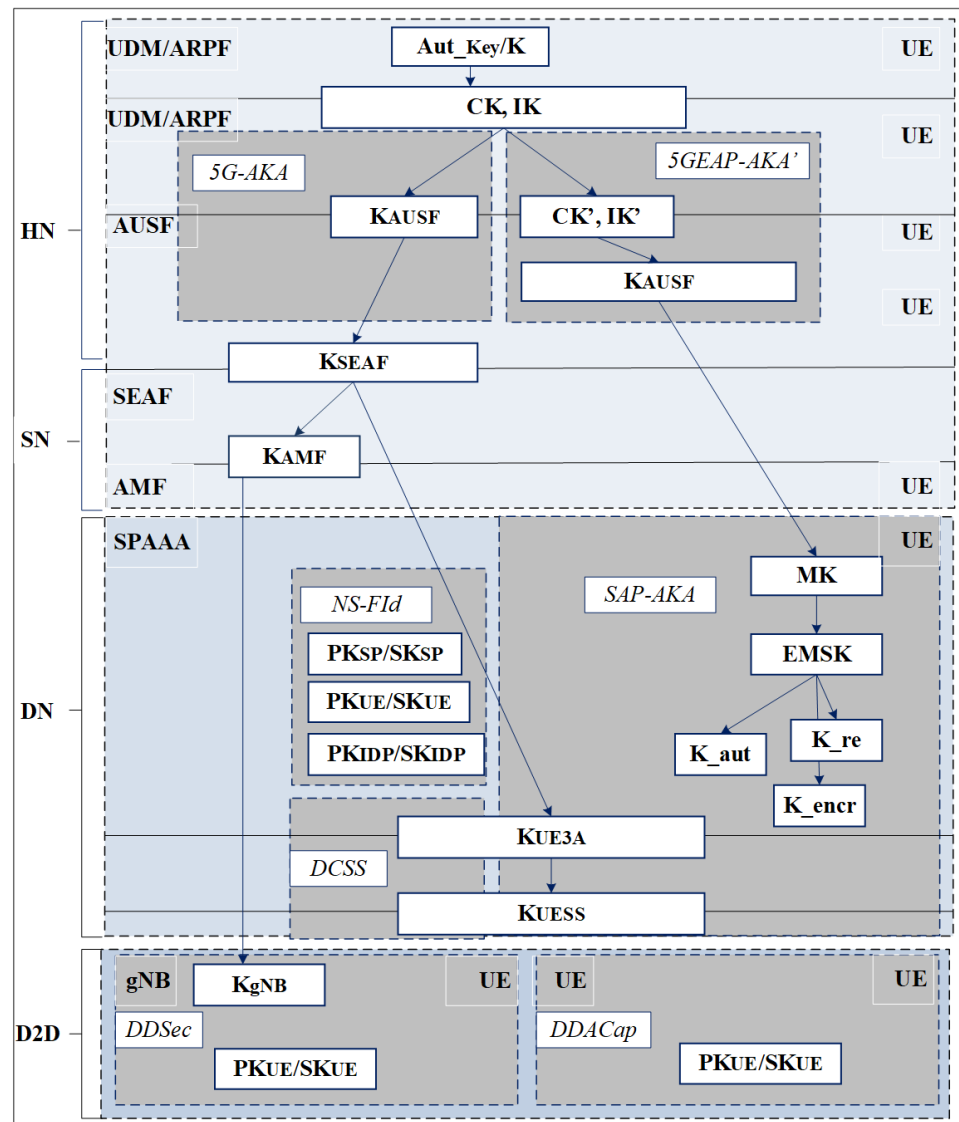 UDM/ARPF
Aut_Key/K
UE
UDM/ARPF
CK, IK
UE
5G-AKA
5GEAP-AKA’
HN
AUSF
KAUSF
CK’, IK’
UE
KAUSF
UE
KSEAF
SEAF
SN
KAMF
AMF
UE
SPAAA
UE
MK
NS-FId
SAP-AKA
PKSP/SKSP
EMSK
PKUE/SKUE
DN
K_aut
K_re
PKIDP/SKIDP
K_encr
KUE3A
DCSS
KUESS
gNB
KgNB
UE
UE
UE
D2D
DDSec
DDACap
PKUE/SKUE
PKUE/SKUE